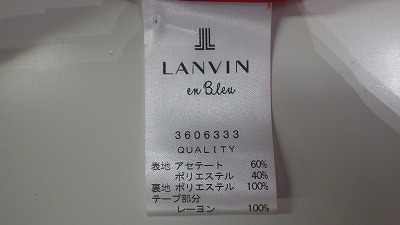 LANVIN
en Bleu
3606333
QUALITY
表地 アセテート 60%
ポリエステル 40%
裏地 ポリエステル 100%
テープ部分
レーヨン 100%